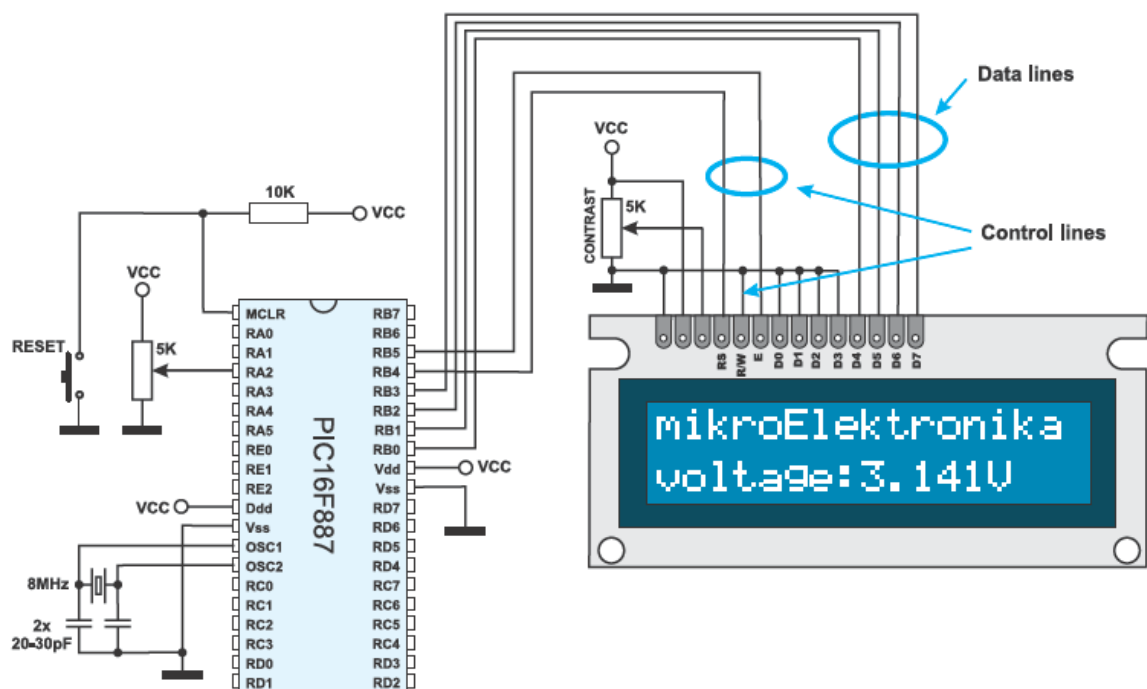 Data lines
VCC
CONTRAST
5K
Control lines
10K
VCC
VCC
RESET
5K
MCLR
RA0
RA1
RA2
RA3
RA4
RA5
RE0
RE1
RE2
Ddd
Vss
OSC1
OSC2
RC0
RC1
RC2
RC3
RD0
RD1
PIC16F887
RB7
RB6
RB5
RB4
RB3
RB2
RB1
RB0
Vdd
Vss
RD7
RD6
RD5
RD4
RC7
RC6
RC5
RC4
RD3
RD2
VCC
VCC
8MHz
2x
20-30pF
RS
R/W
E
D0
D1
D2
D3
D4
D5
D6
D7
mikroElektronika
voltage:3.141V